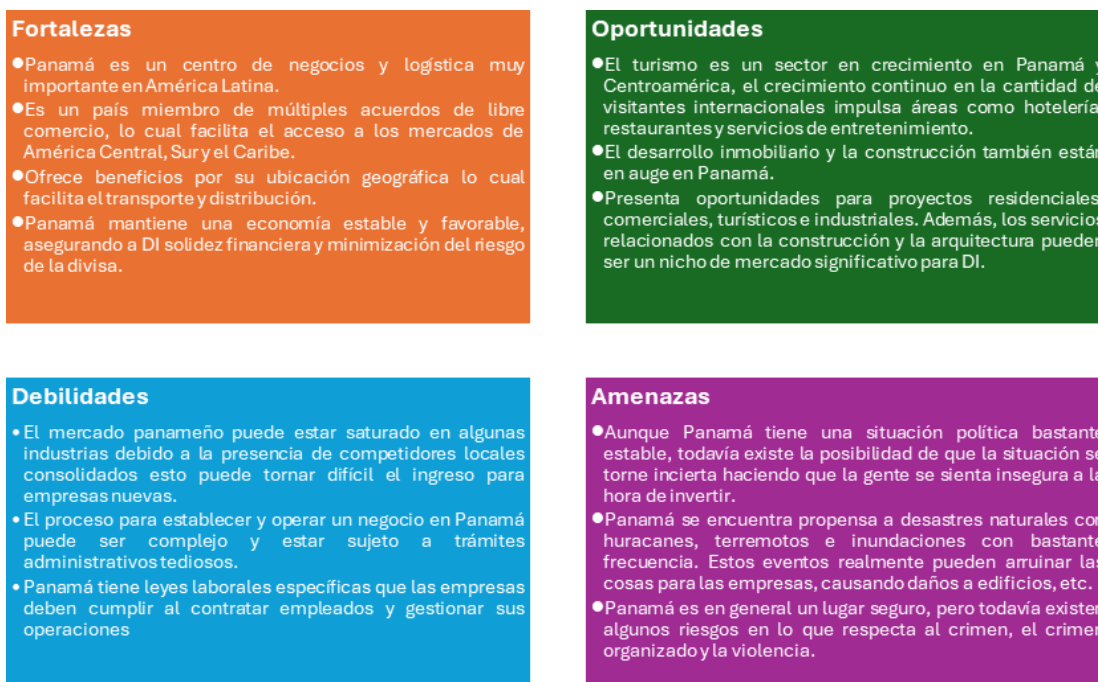 Fortalezas
●Panamá es un centro de negocios y logística muy
importante en América Latina.
●Es un país miembro de múltiples acuerdos de libre
comercio, lo cual facilita el acceso a los mercados de
América Central, Sur y el Caribe.
●Ofrece beneficios por su ubicación geográfica lo cual
facilita el transporte y distribución.
●Panamá mantiene una economía estable y favorable,
asegurando a DI solidez financiera y minimización del riesgo
de la divisa.
Oportunidades
●El turismo es un sector en crecimiento en Panamá y
Centroamérica, el crecimiento continuo en la cantidad de
visitantes internacionales impulsa áreas como hotelería,
restaurantes y servicios de entretenimiento.
●El desarrollo inmobiliario y la construcción también están
en auge en Panamá.
●Presenta oportunidades para proyectos residenciales,
comerciales, turísticos e industriales. Además, los servicios
relacionados con la construcción y la arquitectura pueden
ser un nicho de mercado significativo para DI.
Debilidades
• El mercado panameño puede estar saturado en algunas
industrias debido a la presencia de competidores locales
consolidados esto puede tornar difícil el ingreso para
empresas nuevas.
• El proceso para establecer y operar un negocio en Panamá
puede ser complejo y estar sujeto a trámites
administrativos tediosos.
• Panamá tiene leyes laborales específicas que las empresas
deben cumplir al contratar empleados y gestionar sus
operaciones
Amenazas
●Aunque Panamá tiene una situación política bastante
estable, todavía existe la posibilidad de que la situación se
torne incierta haciendo que la gente se sienta insegura a la
hora de invertir.
●Panamá se encuentra propensa a desastres naturales con
huracanes, terremotos e inundaciones con bastante
frecuencia. Estos eventos realmente pueden arruinar las
cosas para las empresas, causando daños a edificios, etc.
●Panamá es en general un lugar seguro, pero todavía existen
algunos riesgos en lo que respecta al crimen, el crimen
organizado y la violencia.